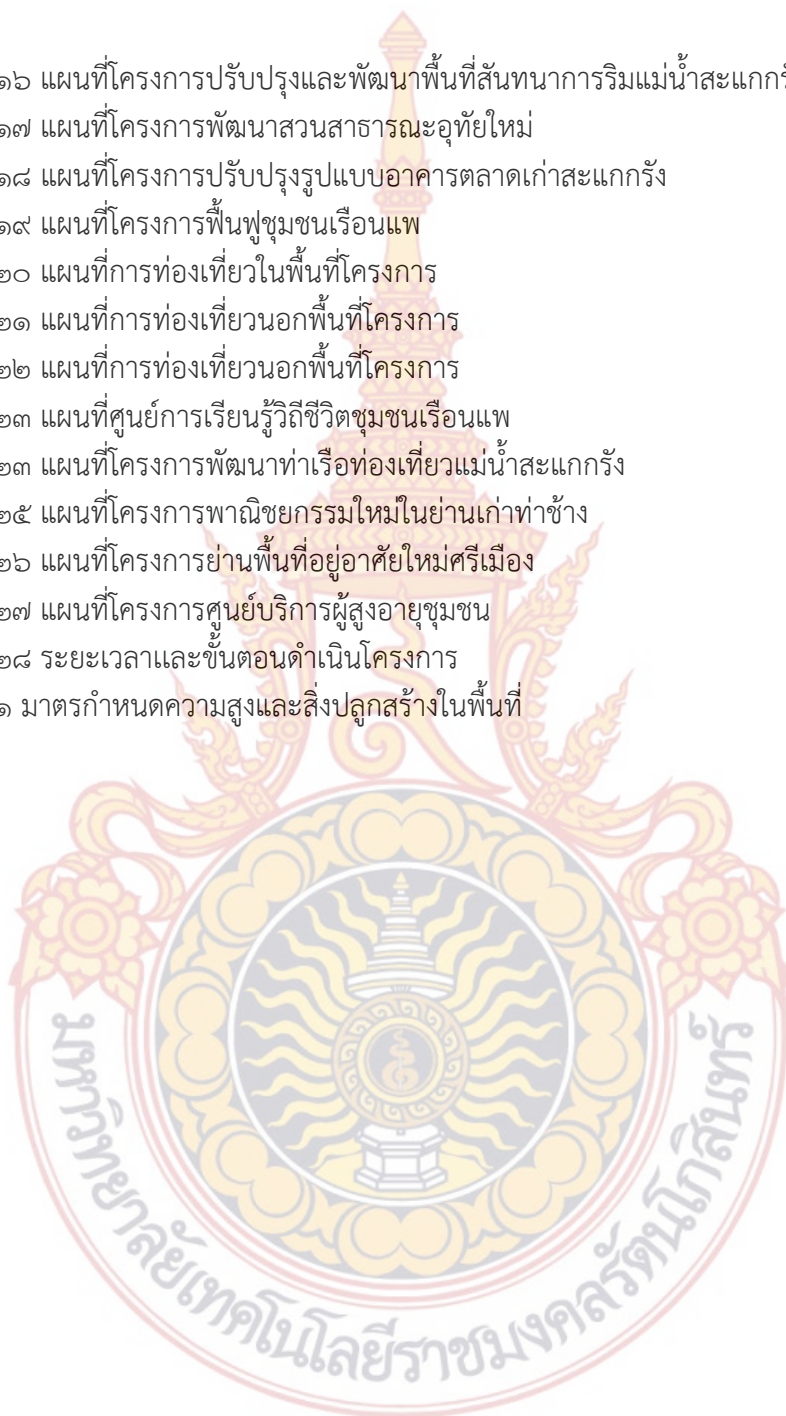 ๑๖ แผนที่โครงการปรับปรุงและพัฒนาพื้นที่สันทนาการริมแม่น้ำสะแกกรัง
๑๗ แผนที่โครงการพัฒนาสวนสาธารณะอุทัยใหม่
๑๘ แผนที่โครงการปรับปรุงรูปแบบอาคารตลาดเก่าสะแกกรัง
๑๙ แผนที่โครงการฟื้นฟูชุมชนเรือนแพ
๒๐ แผนที่การท่องเที่ยวในพื้นที่โครงการ
๒๑ แผนที่การท่องเที่ยวนอกพื้นที่โครงการ
๒๒ แผนที่การท่องเที่ยวนอกพื้นที่โครงการ
๒๓ แผนที่ศูนย์การเรียนรู้วิถีชีวิตชุมชนเรือนแพ
๒๓ แผนที่โครงการพัฒนาท่าเรือท่องเที่ยวแม่น้ำสะแกกรัง
๒๕ แผนที่โครงการพาณิชยกรรมใหม่ในย่านเก่าท่าช้าง
๒๖ แผนที่โครงการย่านพื้นที่อยู่อาศัยใหม่ศรีเมือง
๒๗ แผนที่โครงการศูนย์บริการผู้สูงอายุชุมชน
๒๘ ระยะเวลาและขั้นตอนดำเนินโครงการ
๑ มาตรกำหนดความสูงและสิ่งปลูกสร้างในพื้นที่
มหาวิทยาลัยเทคโนโลยีราชมงคลรัตนโกสินทร์